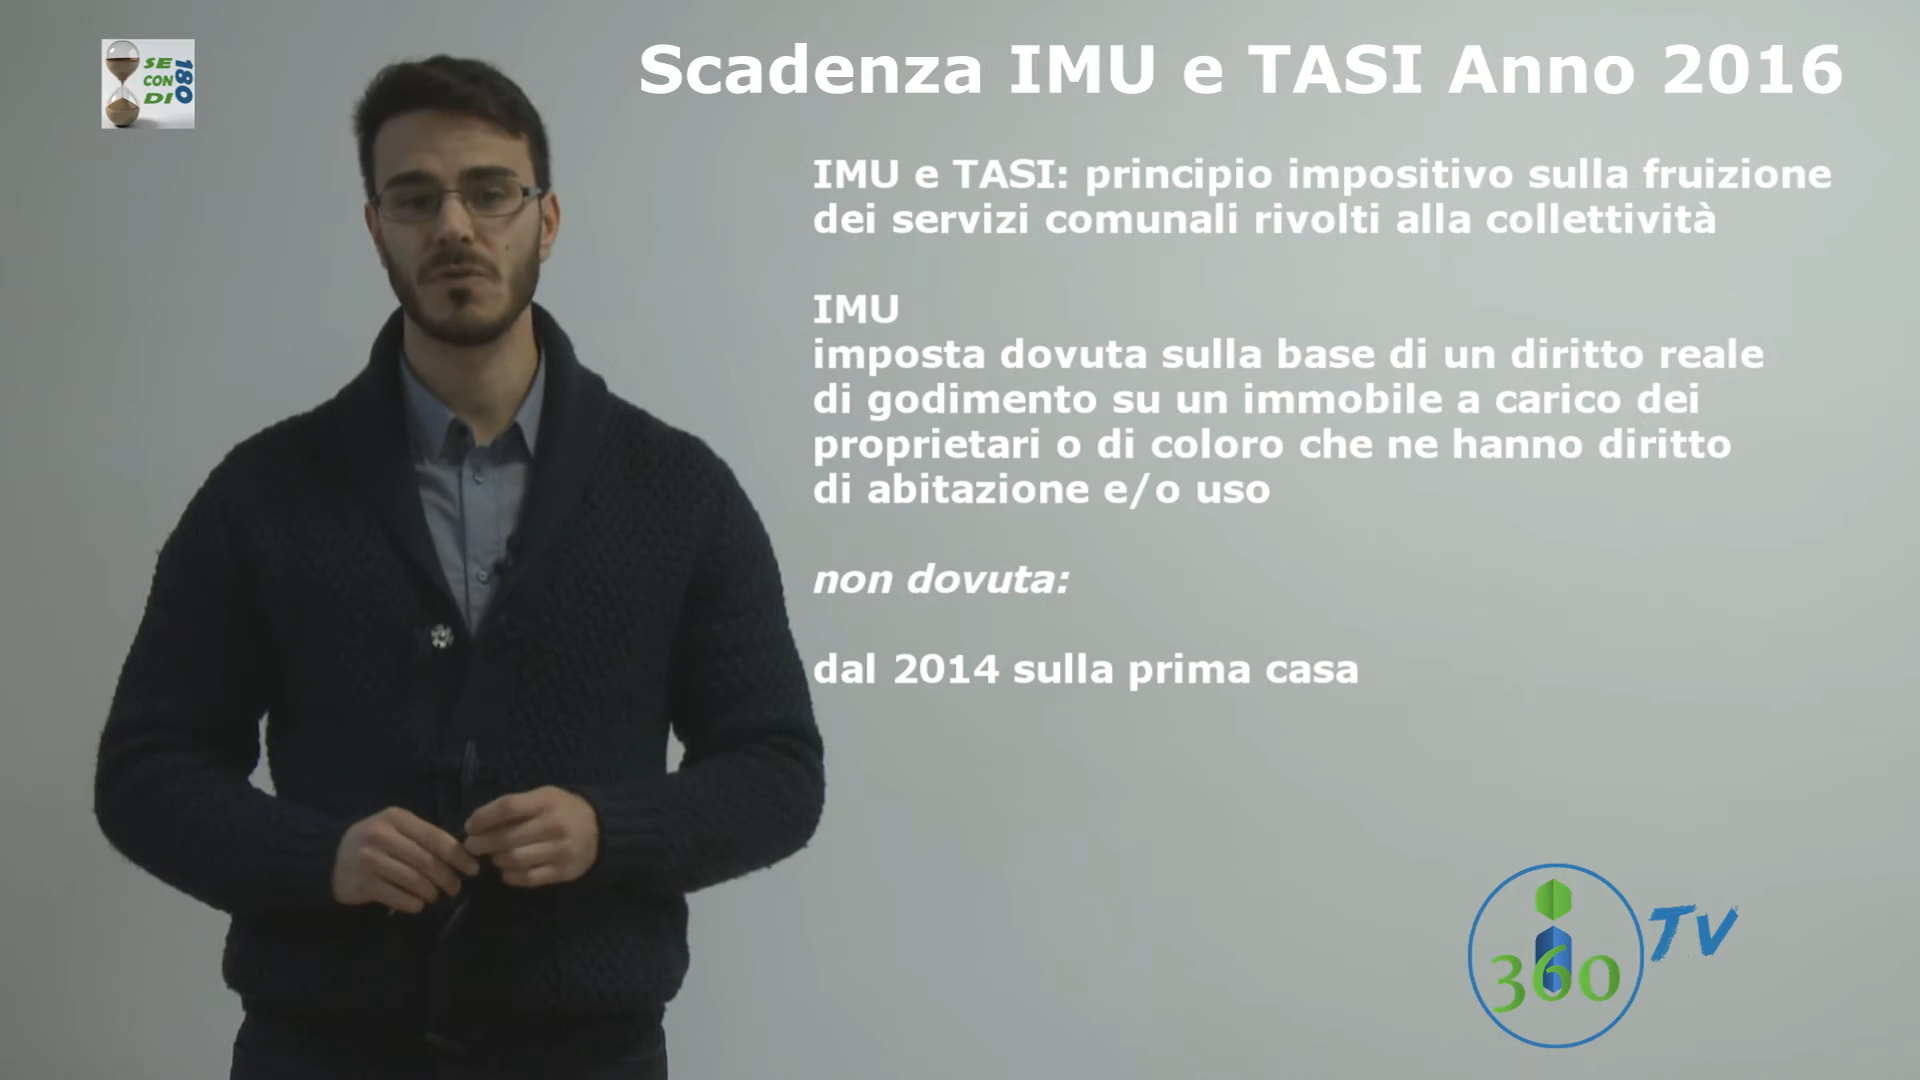 SE
CON
DI
180
Scadenza IMU e TASI Anno 2016
IMU e TASI: principio impositivo sulla fruizione
dei servizi comunali rivolti alla collettività
IMU
imposta dovuta sulla base di un diritto reale
di godimento su un immobile a carico dei
proprietari o di coloro che ne hanno diritto
di abitazione e/o uso
non dovuta:
dal 2014 sulla prima casa
360
TV